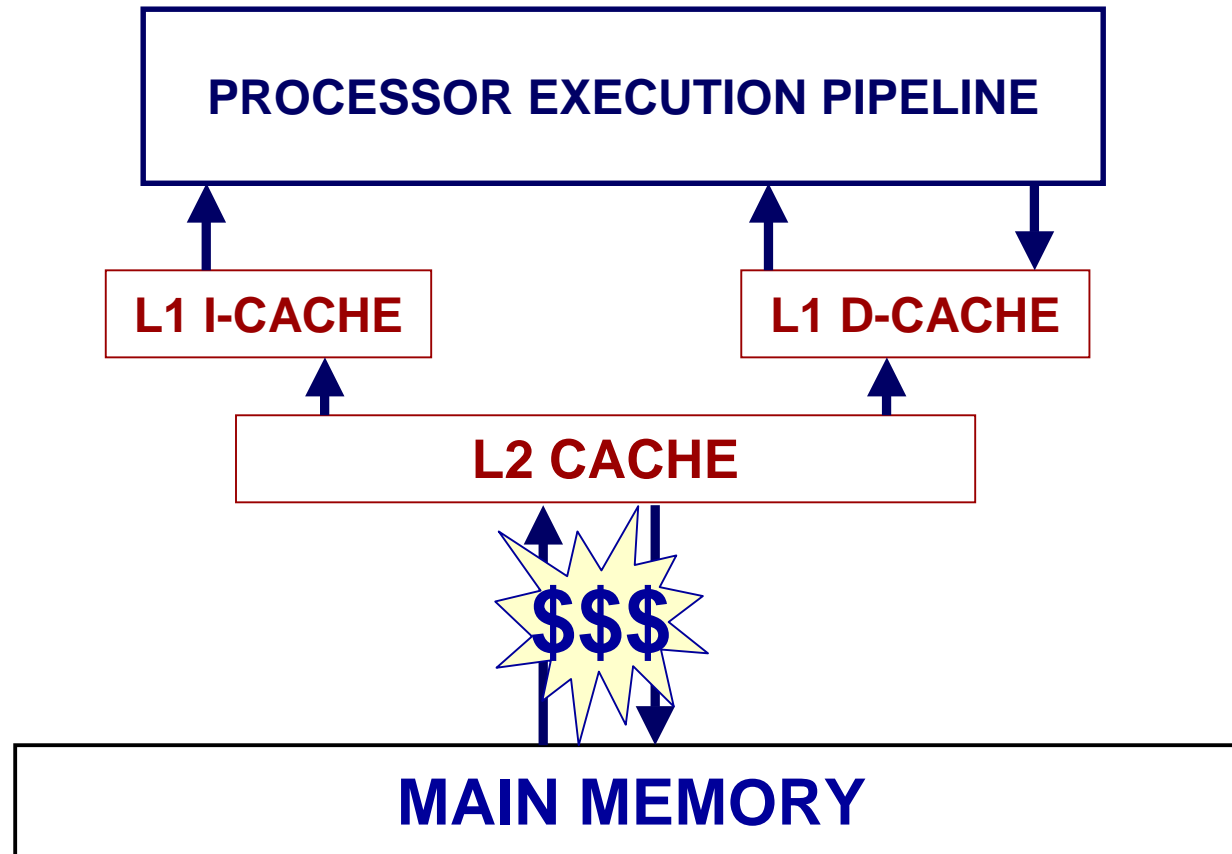 PROCESSOR EXECUTION PIPELINE
L1 I-CACHE
L1 D-CACHE
L2 CACHE
$$$
MAIN MEMORY